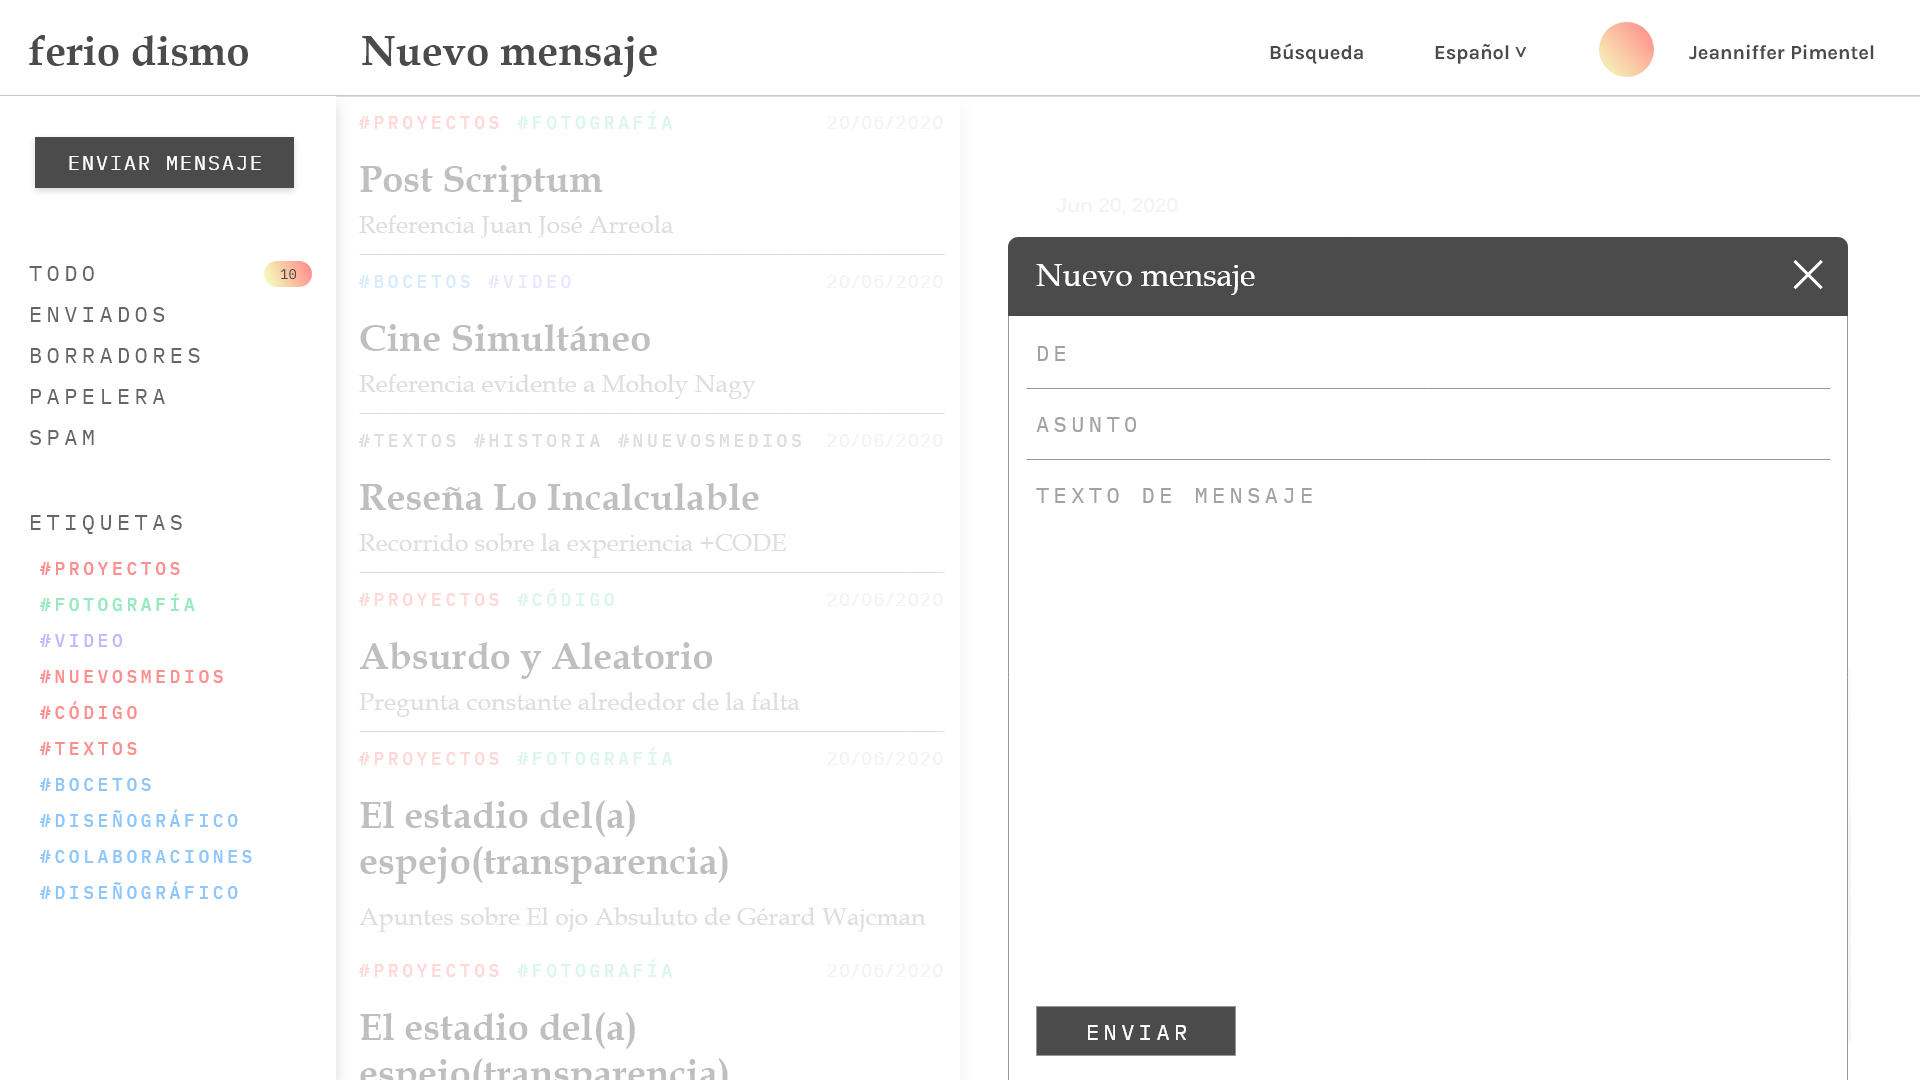 ferio dismo
Nuevo mensaje
Búsqueda
Español ˅
Jeanniffer Pimentel
ENVIAR MENSAJE
TODO 10
ENVIADOS
BORRADORES
PAPELERA
SPAM
ETIQUETAS
#PROYECTOS
#FOTOGRAFÍA
#VIDEO
#NUEVOSMEDIOS
#CÓDIGO
#TEXTOS
#BOCETOS
#DISEÑOGRÁFICO
#COLABORACIONES
#DISEÑOGRÁFICO
#PROYECTOS #FOTOGRAFÍA 20/06/2020
Post Scriptum
Referencia Juan José Arreola
#BOCETOS #VIDEO 20/06/2020
Cine Simultáneo
Referencia evidente a Moholy Nagy
#TEXTOS #HISTORIA #NUEVOSMEDIOS 20/06/2020
Reseña Lo Incalculable
Recorrido sobre la experiencia +CODE
#PROYECTOS #CÓDIGO 20/06/2020
Absurdo y Aleatorio
Pregunta constante alrededor de la falta
#PROYECTOS #FOTOGRAFÍA 20/06/2020
El estadio del(a)
espejo(transparencia)
Apuntes sobre El ojo Absuluto de Gérard Wajcman
#PROYECTOS #FOTOGRAFÍA 20/06/2020
El estadio del(a)
espejo(transparencia)
Jun 20, 2020
Nuevo mensaje
DE
ASUNTO
TEXTO DE MENSAJE
ENVIAR